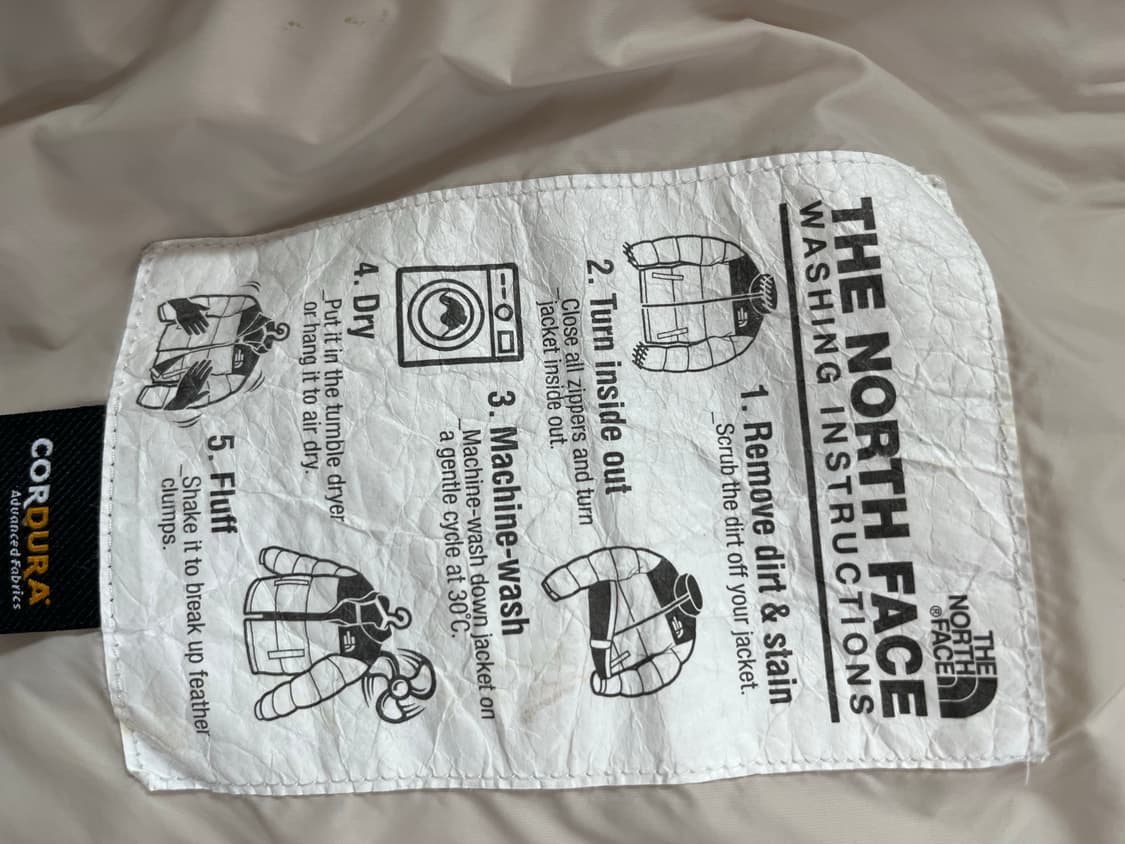 THE
NORTH
FACE®
THE NORTH FACE
WASHING INSTRUCTIONS
1. Remove dirt & stain
_Scrub the dirt off your jacket.
2. Turn inside out
_Close all zippers and turn
jacket inside out.
3. Machine-wash
_Machine-wash down jacket on
a gentle cycle at 30°C.
4. Dry
_Put it in the tumble dryer
or hang it to air dry.
5. Fluff
_Shake it to break up feather
clumps.
CORDURA®
Advanced Fabrics